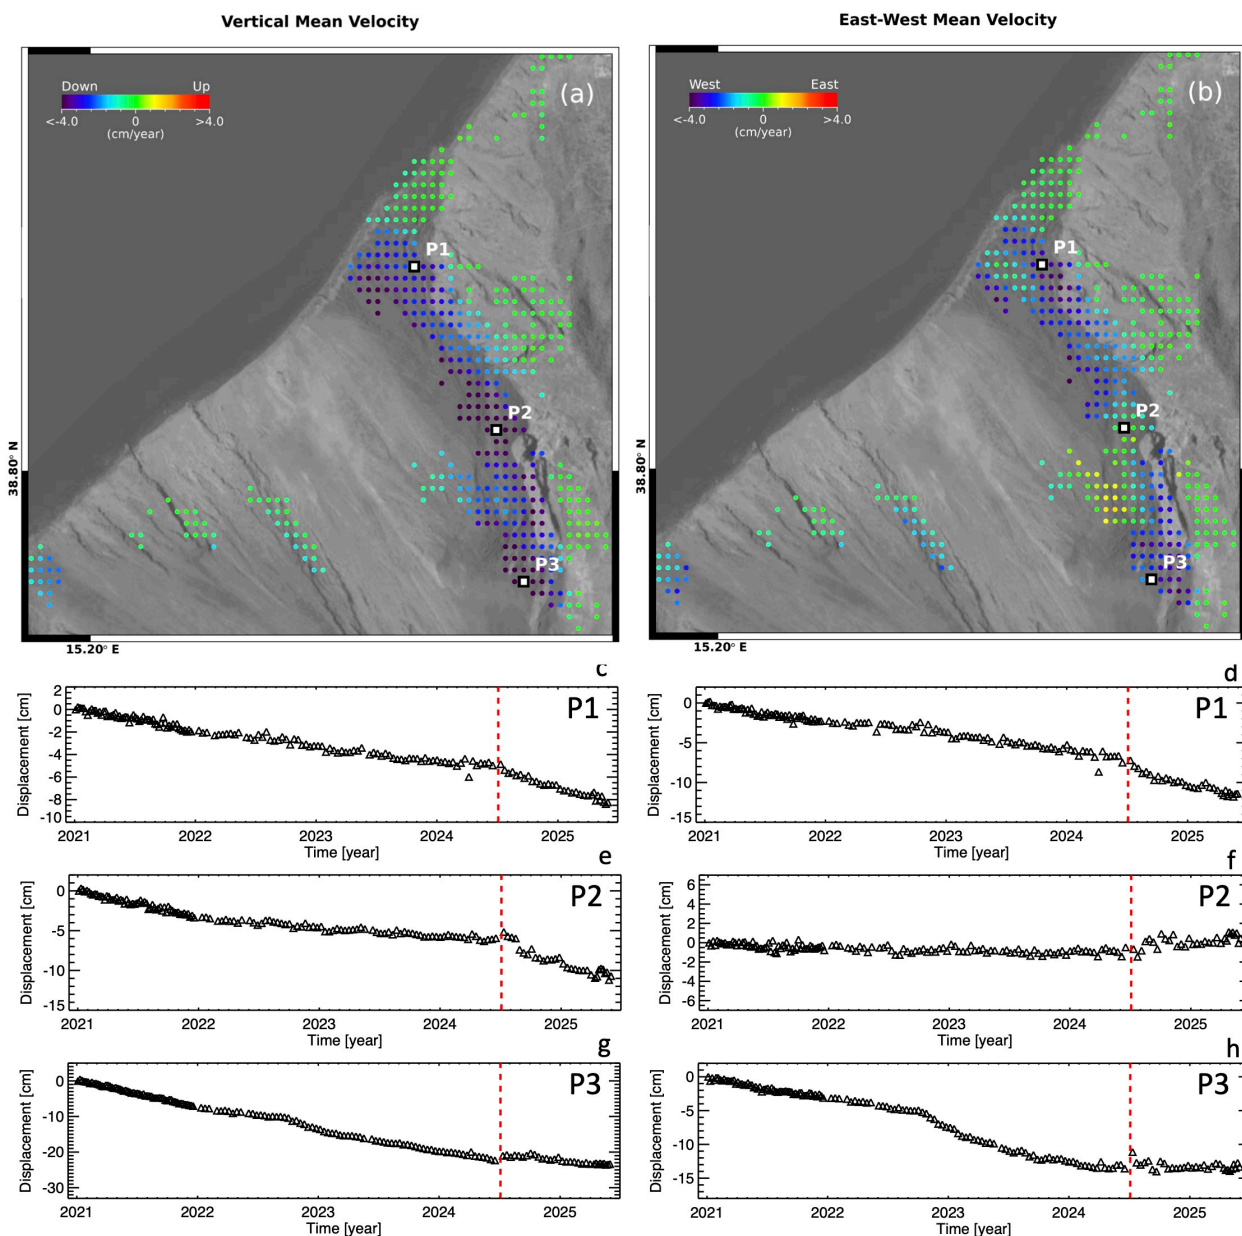 Vertical Mean Velocity
East-West Mean Velocity
Down Up
<-4.0 0 >4.0
(cm/year)
(a)
West East
<-4.0 0 >4.0
(cm/year)
(b)
P1
P2
P3
P1
P2
P3
38.80° N
15.20° E
38.80° N
15.20° E
c
P1
Displacement [cm]
2
0
-2
-4
-6
-8
-10
2021 2022 2023 2024 2025
Time [year]
d
P1
Displacement [cm]
0
-5
-10
-15
2021 2022 2023 2024 2025
Time [year]
e
P2
Displacement [cm]
0
-5
-10
-15
2021 2022 2023 2024 2025
Time [year]
f
P2
Displacement [cm]
6
4
2
0
-2
-4
-6
2021 2022 2023 2024 2025
Time [year]
g
P3
Displacement [cm]
0
-10
-20
-30
2021 2022 2023 2024 2025
Time [year]
h
P3
Displacement [cm]
0
-5
-10
-15
2021 2022 2023 2024 2025
Time [year]